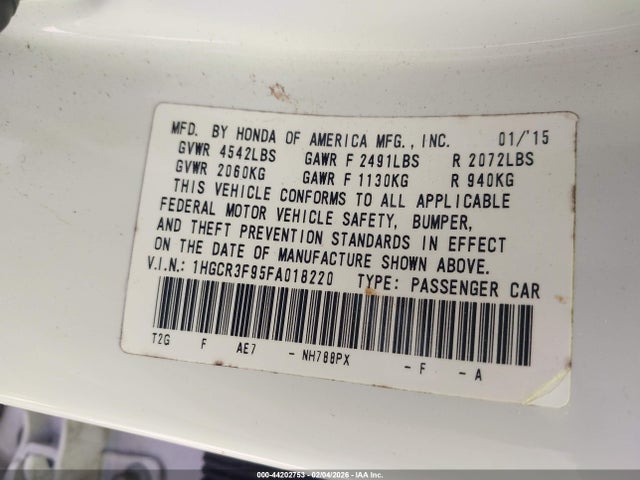 MFD. BY HONDA OF AMERICA MFG., INC. 01/'15
GVWR 4542LBS GAWR F 2491LBS R 2072LBS
GVWR 2060KG GAWR F 1130KG R 940KG
THIS VEHICLE CONFORMS TO ALL APPLICABLE
FEDERAL MOTOR VEHICLE SAFETY, BUMPER,
AND THEFT PREVENTION STANDARDS IN EFFECT
ON THE DATE OF MANUFACTURE SHOWN ABOVE.
V.I.N.: 1HGCR3F95FA018220 TYPE: PASSENGER CAR
T2G F AE7 - NH788PX - F - A
000-44202753 - 02/04/2026 - IAA Inc.